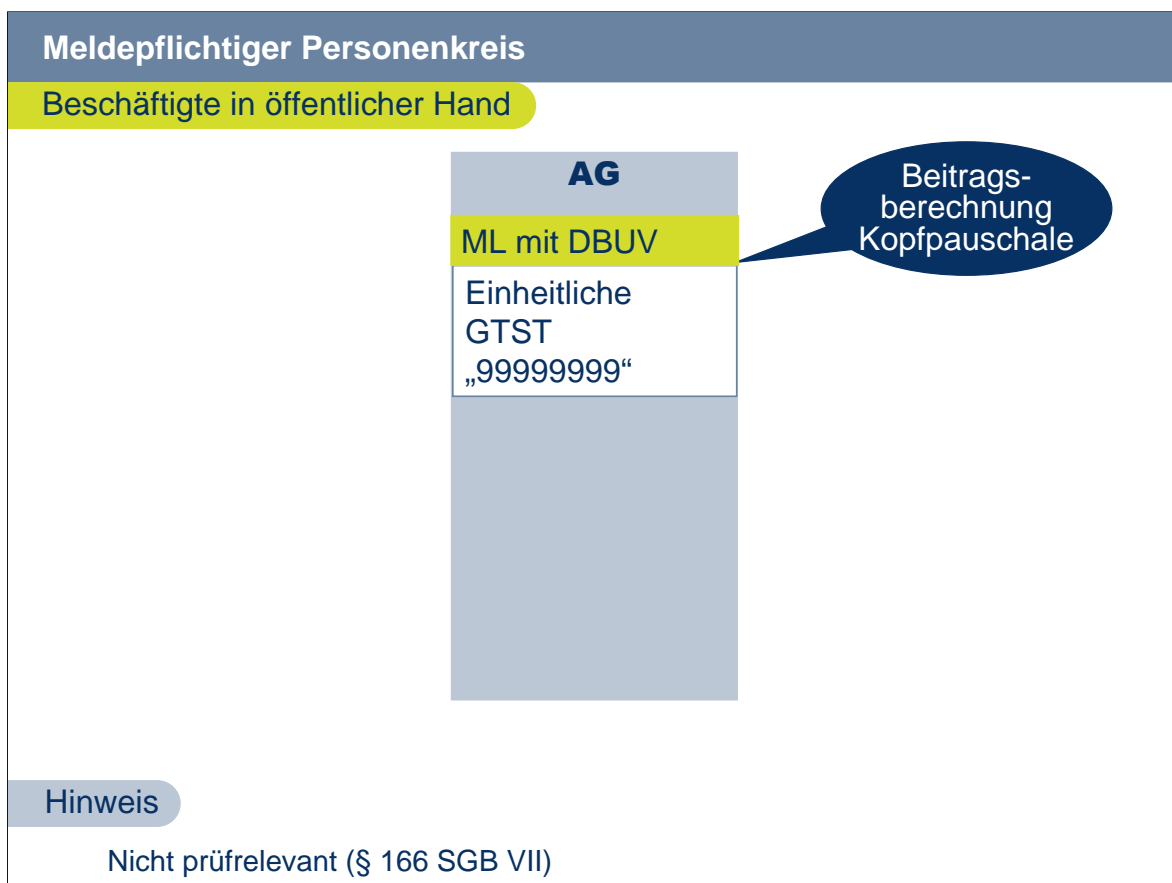 Meldepflichtiger Personenkreis
Beschäftigte in öffentlicher Hand
AG
Beitrags-
berechnung
Kopfpauschale
ML mit DBUV
Einheitliche
GTST
„99999999“
Hinweis
Nicht prüfrelevant (§ 166 SGB VII)